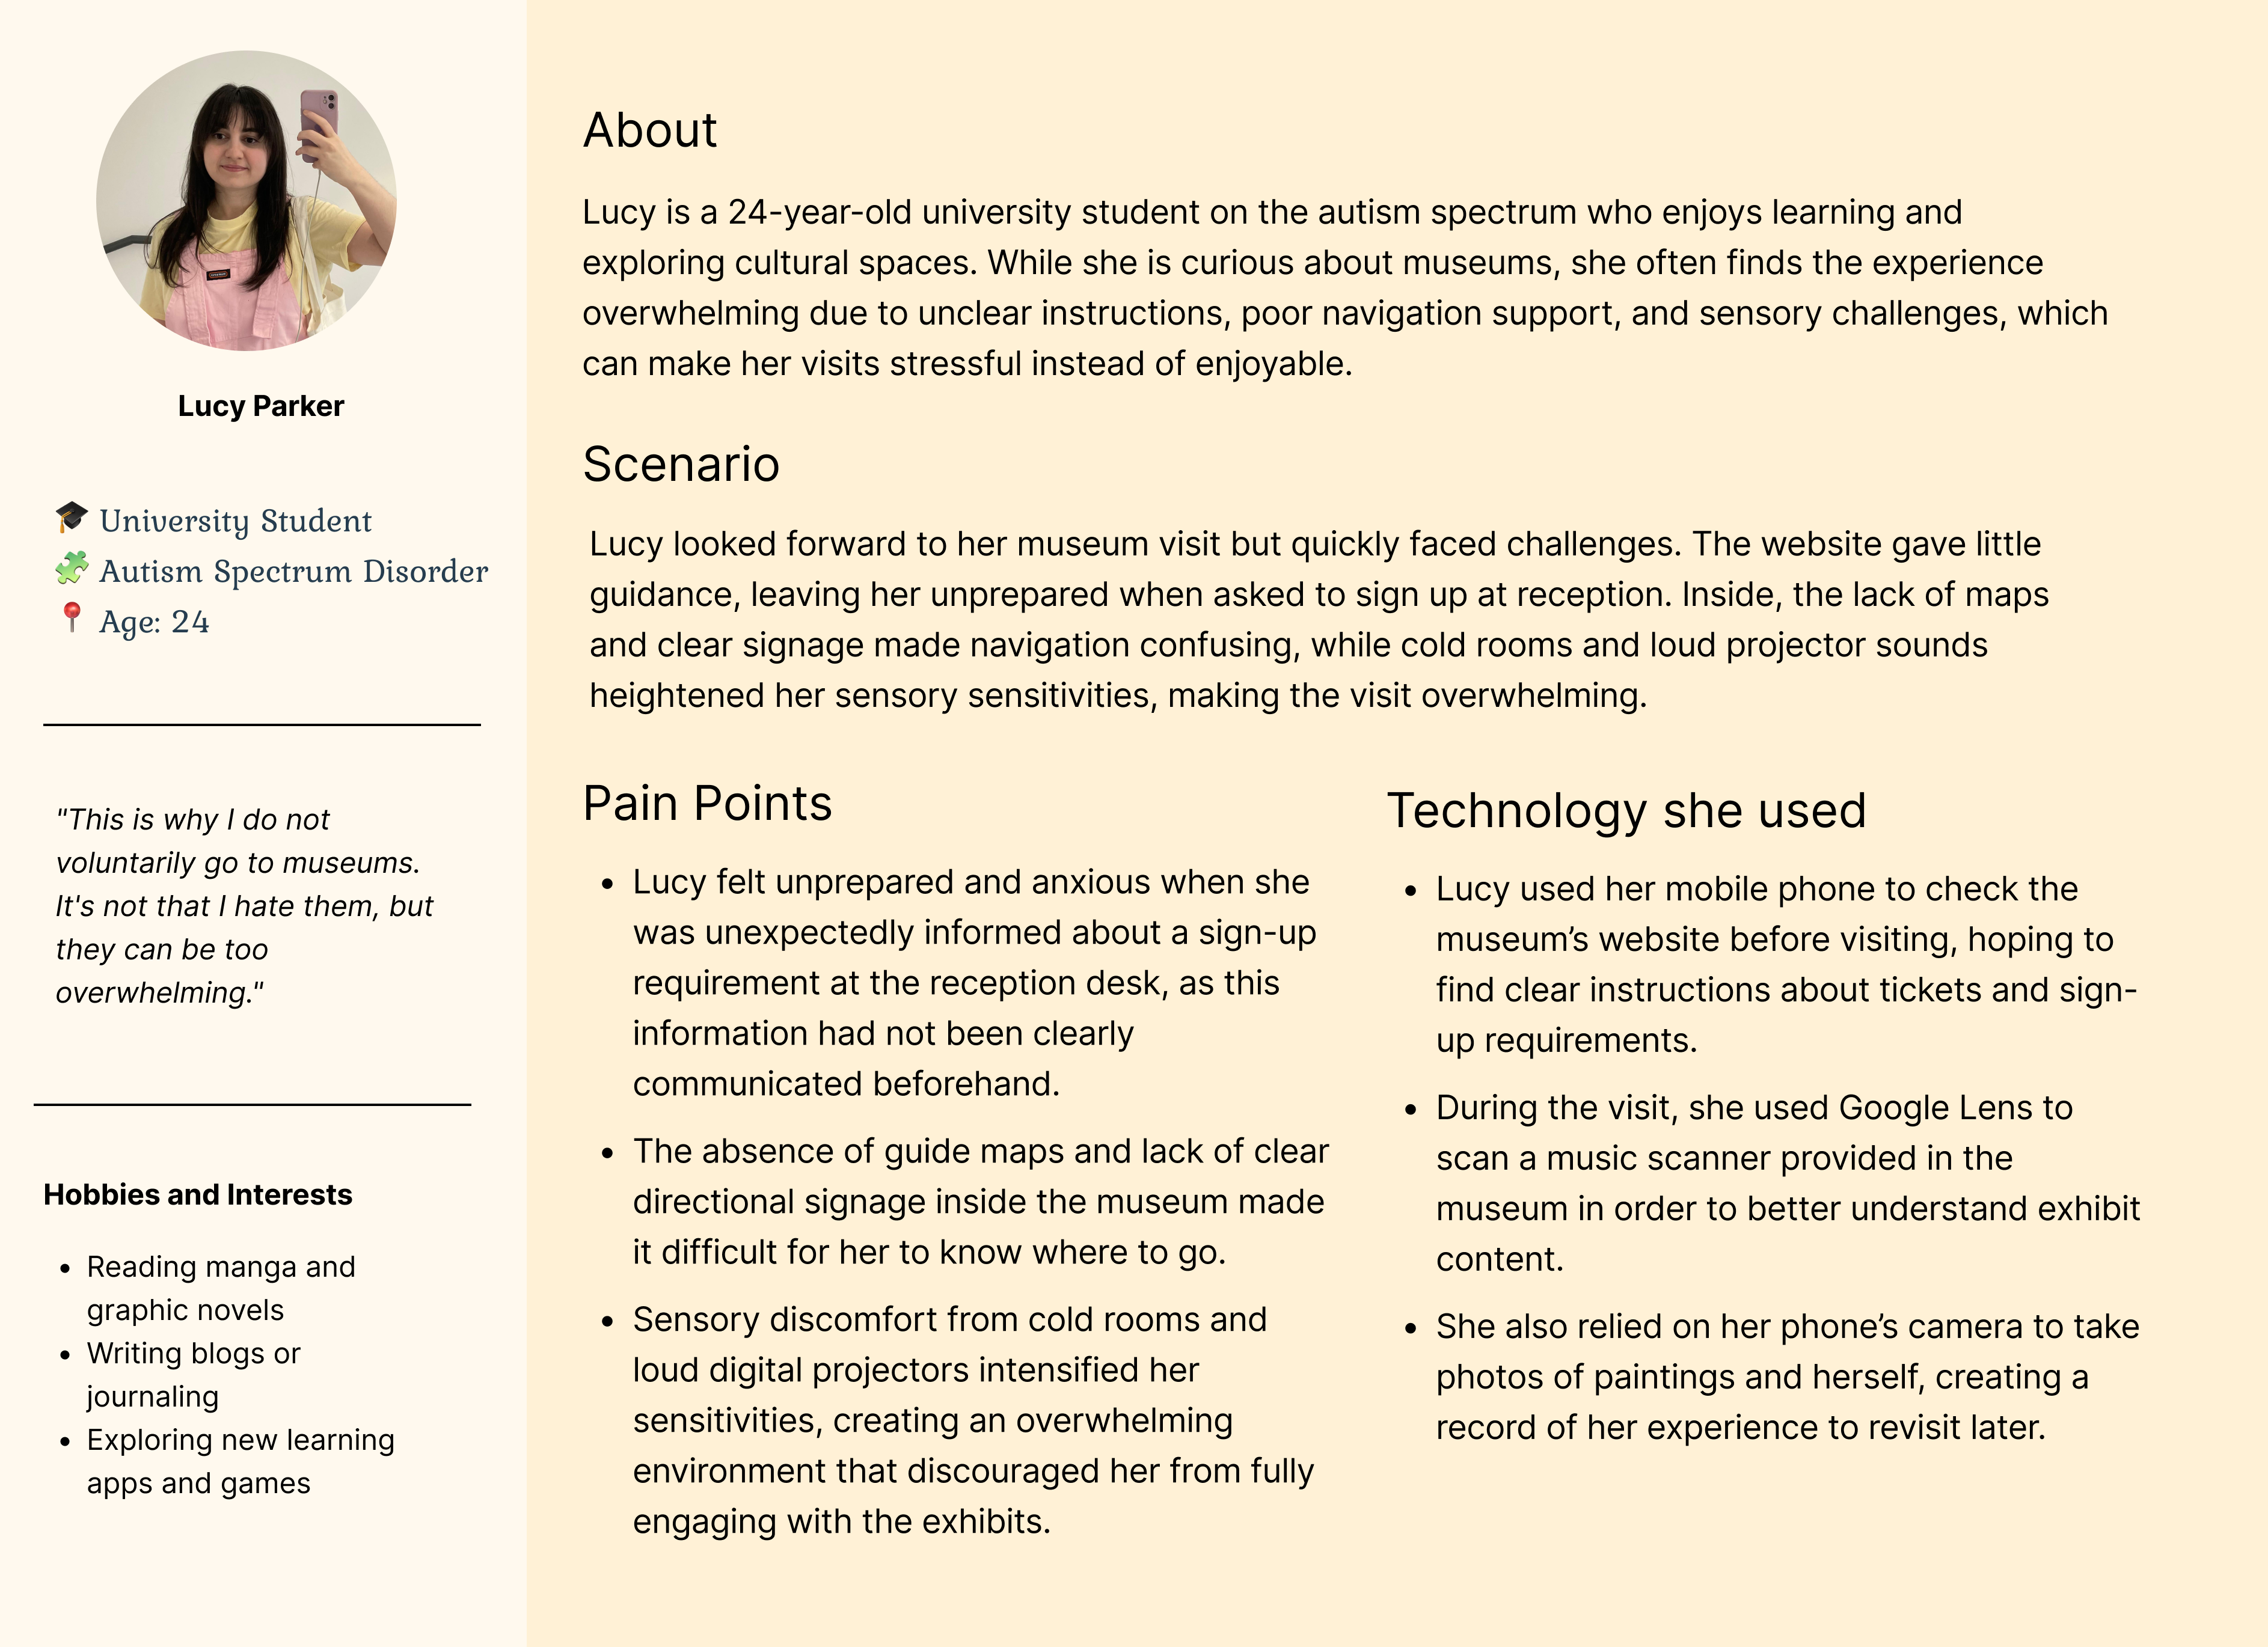 Lucy Parker
University Student
Autism Spectrum Disorder
Age: 24
"This is why I do not
voluntarily go to museums.
It's not that I hate them, but
they can be too
overwhelming."
Hobbies and Interests
Reading manga and
graphic novels
Writing blogs or
journaling
Exploring new learning
apps and games
About
Lucy is a 24-year-old university student on the autism spectrum who enjoys learning and
exploring cultural spaces. While she is curious about museums, she often finds the experience
overwhelming due to unclear instructions, poor navigation support, and sensory challenges, which
can make her visits stressful instead of enjoyable.
Scenario
Lucy looked forward to her museum visit but quickly faced challenges. The website gave little
guidance, leaving her unprepared when asked to sign up at reception. Inside, the lack of maps
and clear signage made navigation confusing, while cold rooms and loud projector sounds
heightened her sensory sensitivities, making the visit overwhelming.
Pain Points
Lucy felt unprepared and anxious when she
was unexpectedly informed about a sign-up
requirement at the reception desk, as this
information had not been clearly
communicated beforehand.
The absence of guide maps and lack of clear
directional signage inside the museum made
it difficult for her to know where to go.
Sensory discomfort from cold rooms and
loud digital projectors intensified her
sensitivities, creating an overwhelming
environment that discouraged her from fully
engaging with the exhibits.
Technology she used
Lucy used her mobile phone to check the
museum’s website before visiting, hoping to
find clear instructions about tickets and sign-
up requirements.
During the visit, she used Google Lens to
scan a music scanner provided in the
museum in order to better understand exhibit
content.
She also relied on her phone’s camera to take
photos of paintings and herself, creating a
record of her experience to revisit later.